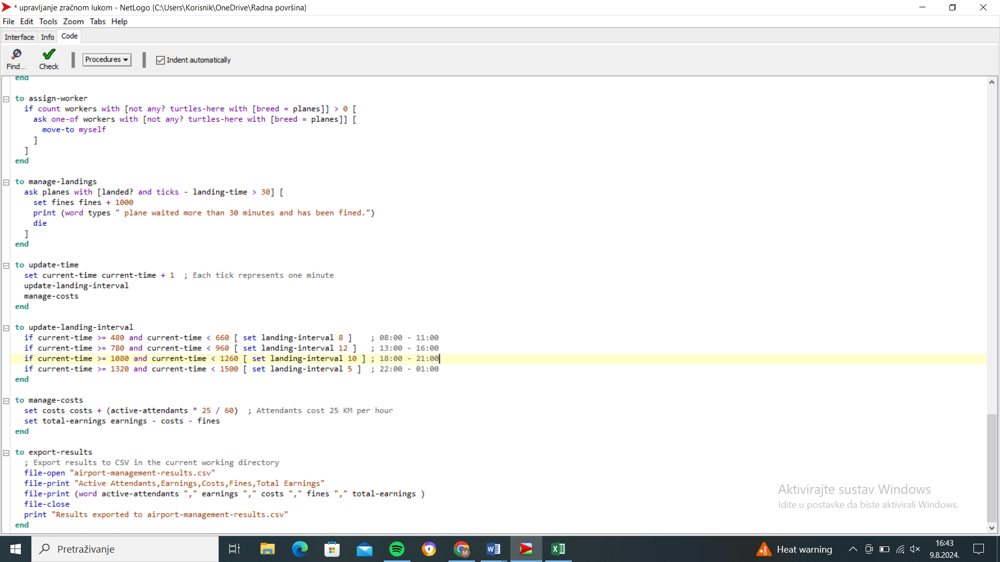 * upravljanje zračnom lukom - NetLogo {C:\Users\Korisnik\OneDrive\Radna površina}
File Edit Tools Zoom Tabs Help
Interface Info Code
Find... Check Procedures Indent automatically
end
to assign-worker
if count workers with [not any? turtles-here with [breed = planes]] > 0 [
ask one-of workers with [not any? turtles-here with [breed = planes]] [
move-to myself
]
]
end
to manage-landings
ask planes with [landed? and ticks - landing-time > 30] [
set fines fines + 1000
print (word types " plane waited more than 30 minutes and has been fined.")
die
]
end
to update-time
set current-time current-time + 1  ; Each tick represents one minute
update-landing-interval
manage-costs
end
to update-landing-interval
if current-time >= 480 and current-time < 660 [ set landing-interval 8 ]    ; 08:00 - 11:00
if current-time >= 780 and current-time < 960 [ set landing-interval 12 ]   ; 13:00 - 16:00
if current-time >= 1080 and current-time < 1260 [ set landing-interval 10 ] ; 18:00 - 21:00
if current-time >= 1320 and current-time < 1500 [ set landing-interval 5 ]  ; 22:00 - 01:00
end
to manage-costs
set costs costs + (active-attendants * 25 / 60)  ; Attendants cost 25 KM per hour
set total-earnings earnings - costs - fines
end
to export-results
; Export results to CSV in the current working directory
file-open "airport-management-results.csv"
file-print "Active Attendants,Earnings,Costs,Fines,Total Earnings"
file-print (word active-attendants "," earnings "," costs "," fines "," total-earnings )
file-close
print "Results exported to airport-management-results.csv"
end
Aktivirajte sustav Windows
Idite u postavke da biste aktivirali Windows.
Pretraživanje
M
Heat warning
16:43
9.8.2024.